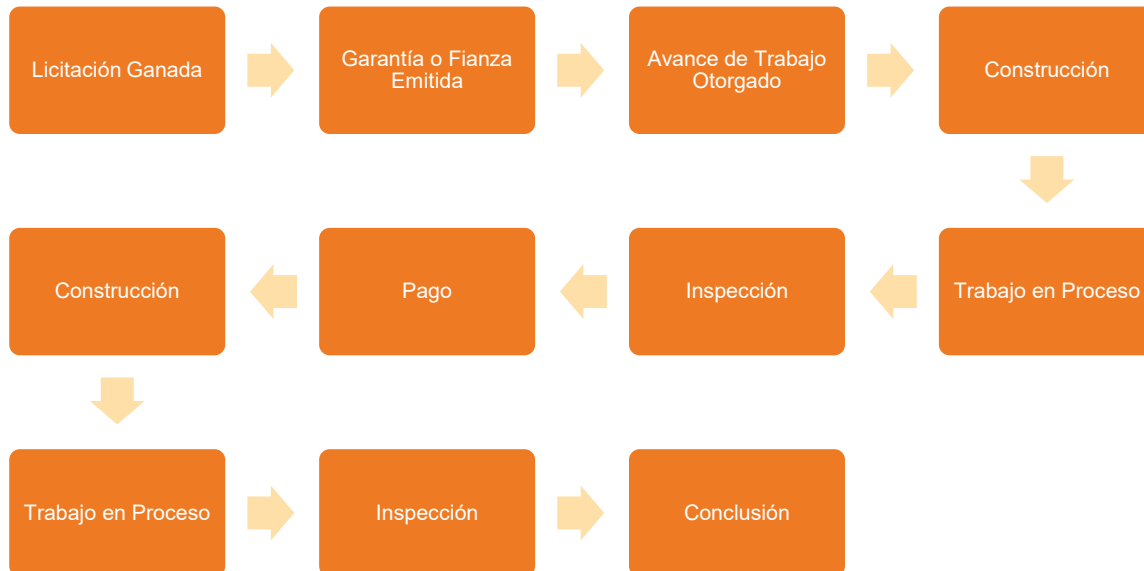 Licitación Ganada
Garantía o Fianza
Emitida
Avance de Trabajo
Otorgado
Construcción
Trabajo en Proceso
Inspección
Pago
Construcción
Trabajo en Proceso
Inspección
Conclusión